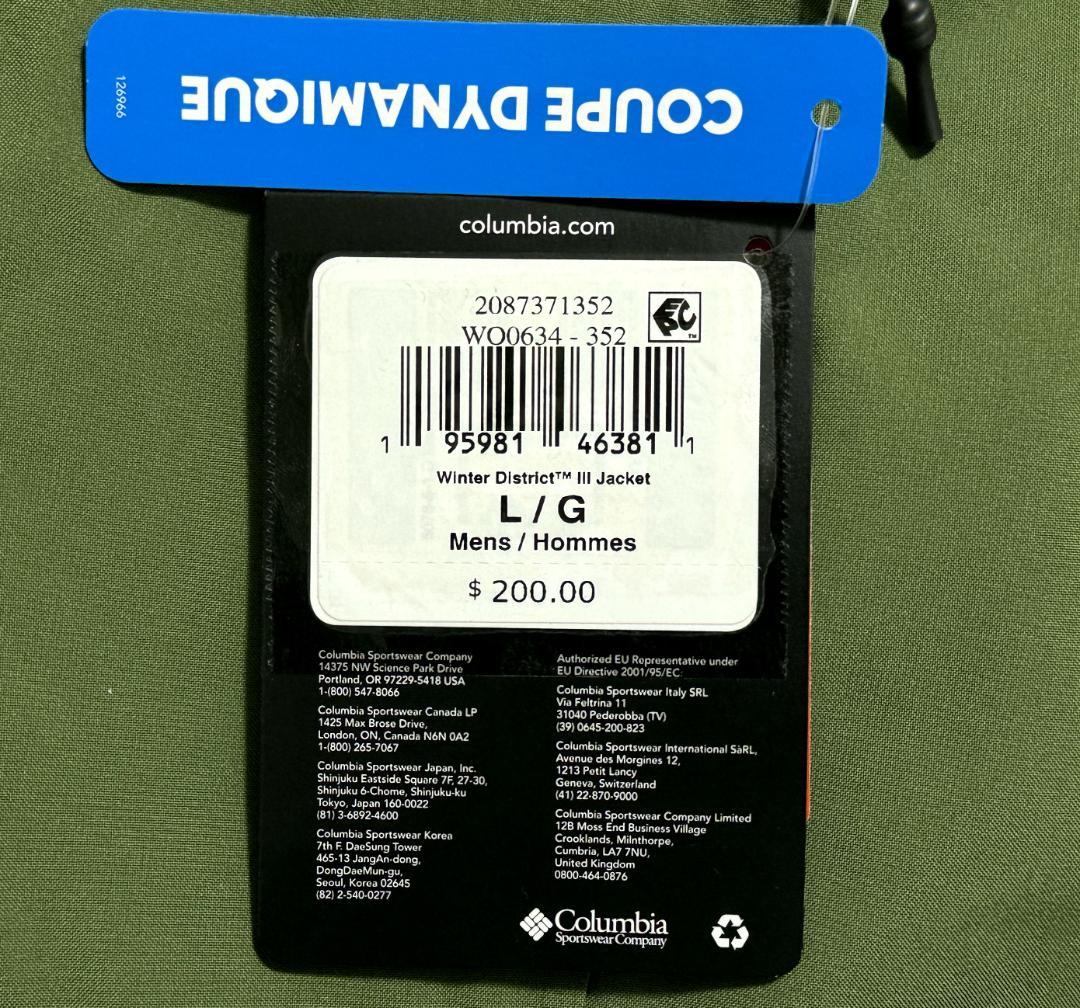 COUPE DYNAMIQUE
126966
columbia.com
2087371352
WO0634 - 352
EPC
TM
1 95981 46381 1
Winter District™ III Jacket
L / G
Mens / Hommes
$ 200.00
Columbia Sportswear Company
14375 NW Science Park Drive
Portland, OR 97229-5418 USA
1-(800) 547-8066
Columbia Sportswear Canada LP
1425 Max Brose Drive,
London, ON, Canada N6N 0A2
1-(800) 265-7067
Columbia Sportswear Japan, Inc.
Shinjuku Eastside Square 7F, 27-30,
Shinjuku 6-Chome, Shinjuku-ku
Tokyo, Japan 160-0022
(81) 3-6892-4600
Columbia Sportswear Korea
7th F. DaeSung Tower
465-13 JangAn-dong,
DongDaeMun-gu,
Seoul, Korea 02645
(82) 2-540-0277
Authorized EU Representative under
EU Directive 2001/95/EC:
Columbia Sportswear Italy SRL
Via Feltrina 11
31040 Pederobba (TV)
(39) 0645-200-823
Columbia Sportswear International SàRL,
Avenue des Morgines 12,
1213 Petit Lancy
Geneva, Switzerland
(41) 22-870-9000
Columbia Sportswear Company Limited
12B Moss End Business Village
Crooklands, Milnthorpe,
Cumbria, LA7 7NU,
United Kingdom
0800-464-0876
Columbia
Sportswear Company